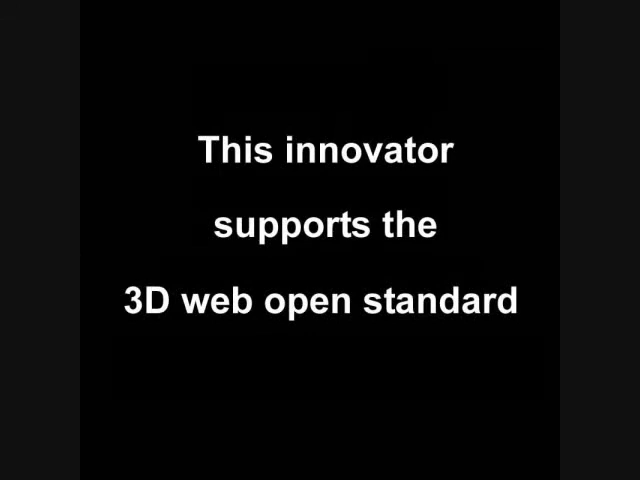 This innovator
supports the
3D web open standard